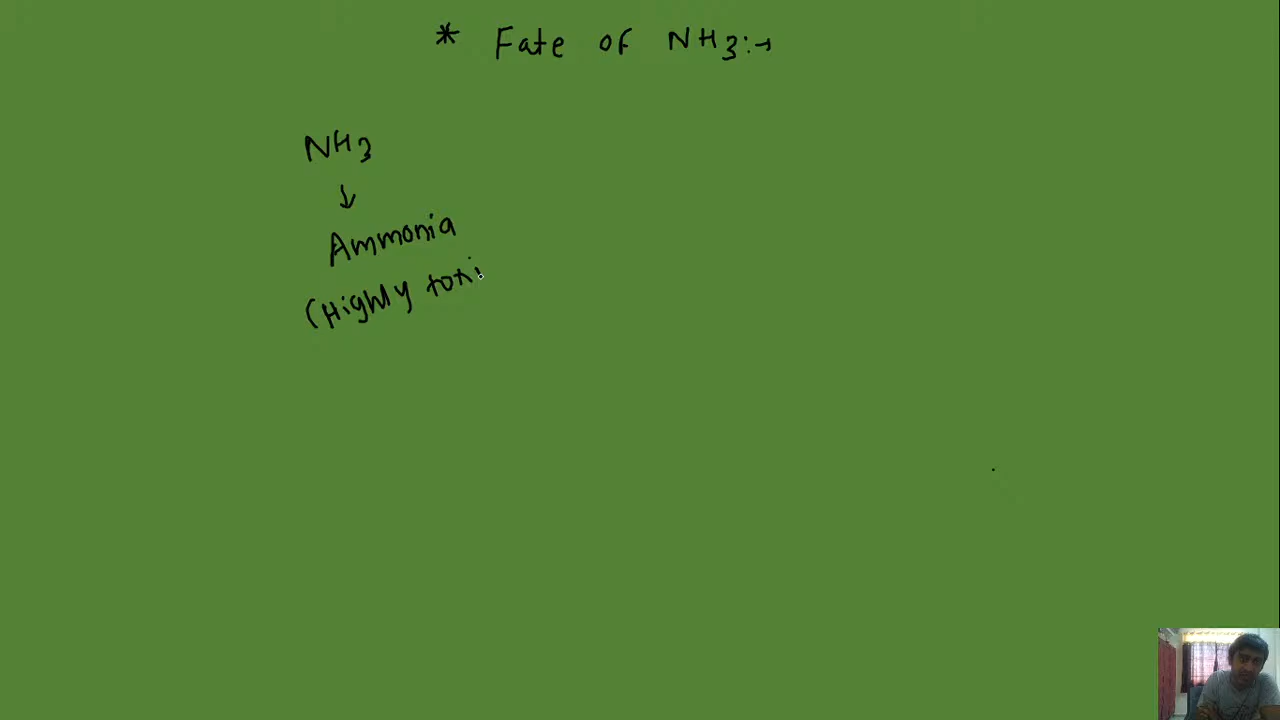 * Fate of NH3:→
NH3
↓
Ammonia
(Highly toxi